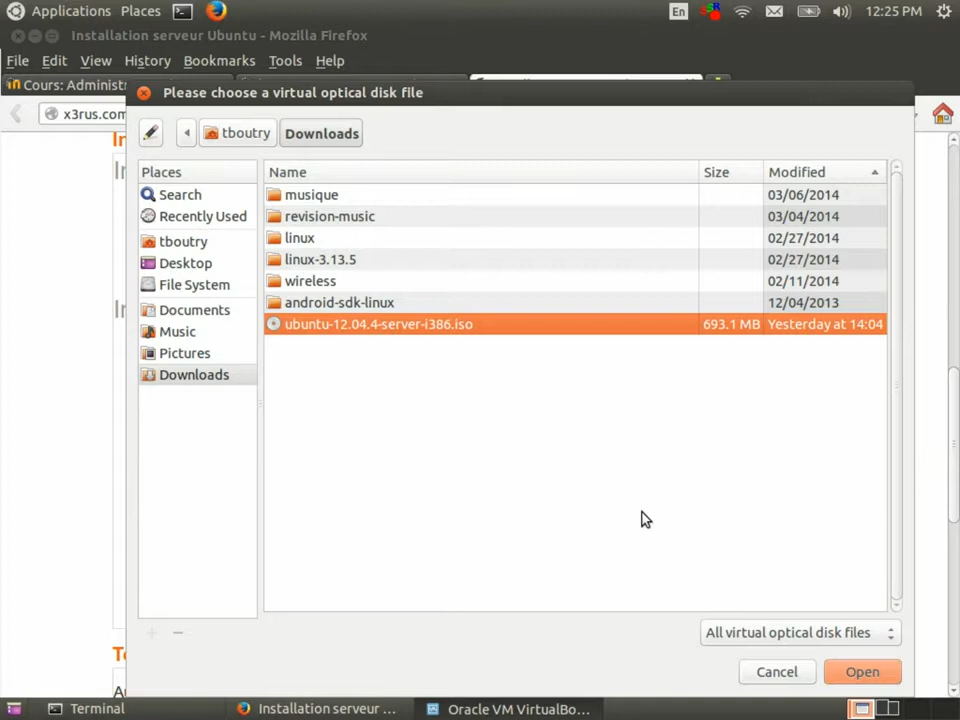 Applications Places En 12:25 PM
Installation serveur Ubuntu - Mozilla Firefox
File Edit View History Bookmarks Tools Help
Cours: Administ
Please choose a virtual optical disk file
x3rus.com
tboutry Downloads
Places Name Size Modified
Search musique 03/06/2014
Recently Used revision-music 03/04/2014
tboutry linux 02/27/2014
Desktop linux-3.13.5 02/27/2014
File System wireless 02/11/2014
Documents android-sdk-linux 12/04/2013
Music ubuntu-12.04.4-server-i386.iso 693.1 MB Yesterday at 14:04
Pictures
Downloads
All virtual optical disk files
Cancel Open
Terminal Installation serveur ... Oracle VM VirtualBo...